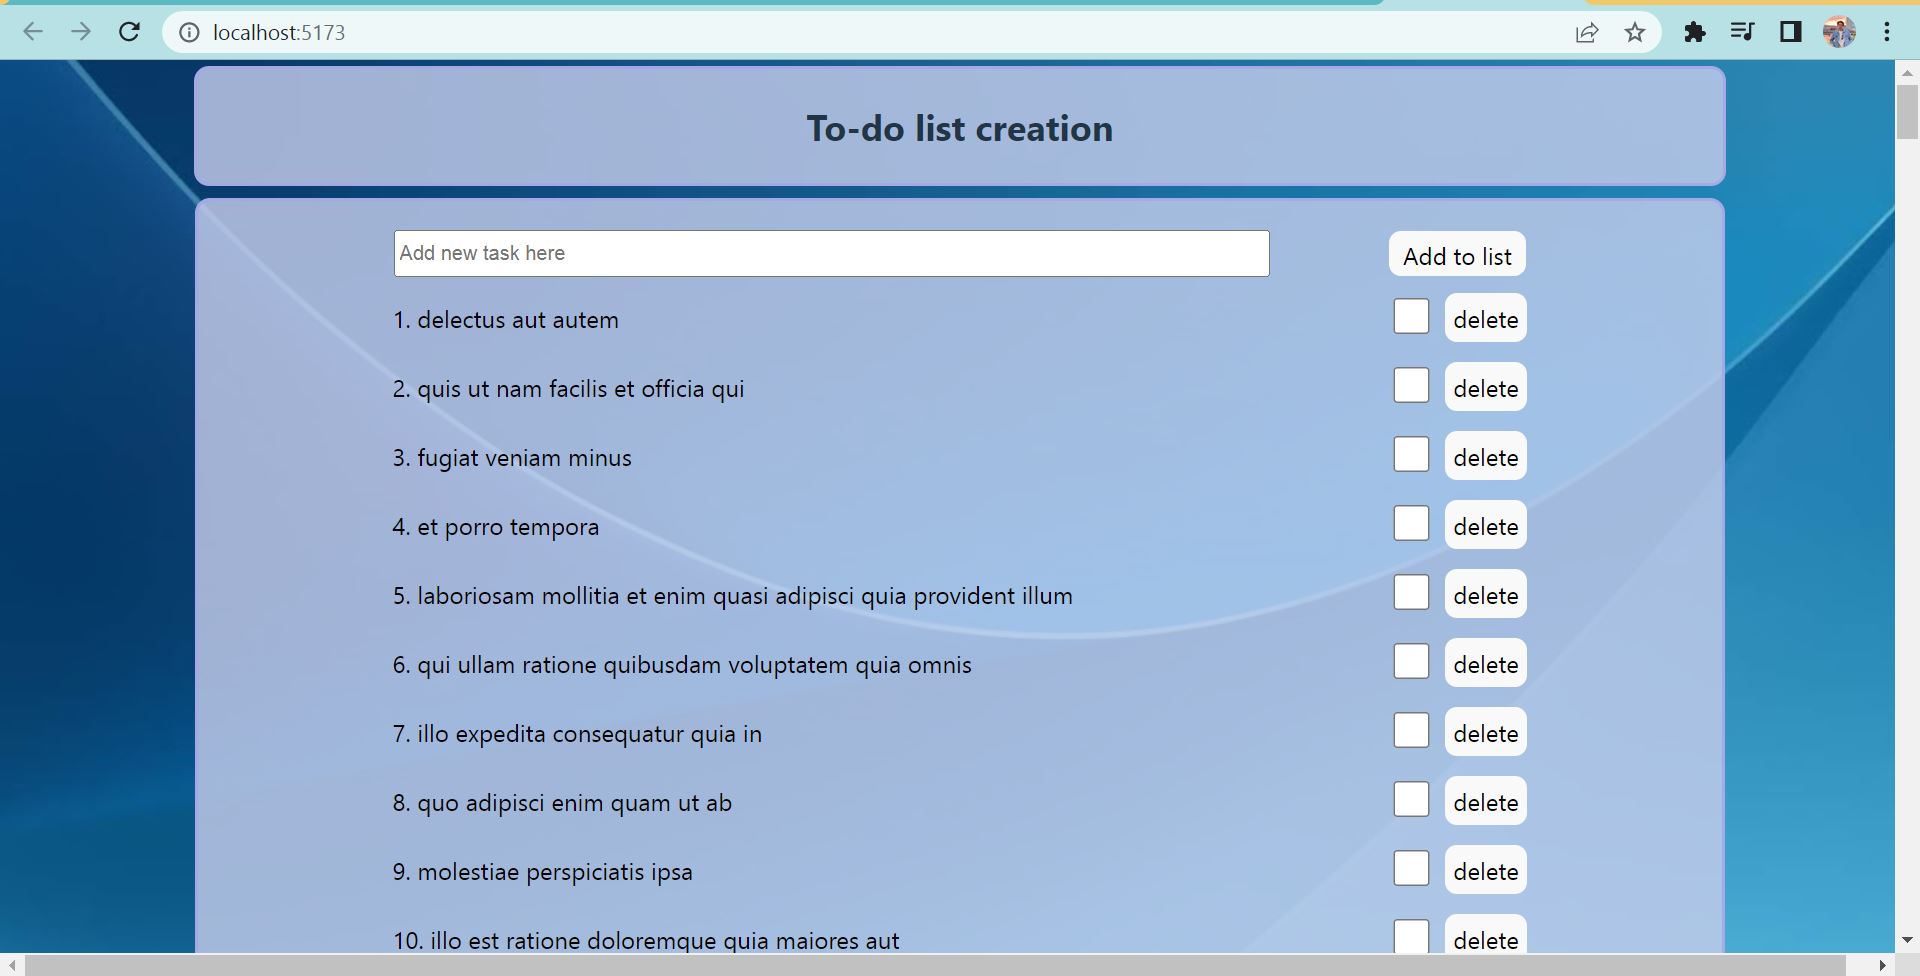 localhost:5173
To-do list creation
Add new task here
Add to list
1. delectus aut autem
delete
2. quis ut nam facilis et officia qui
delete
3. fugiat veniam minus
delete
4. et porro tempora
delete
5. laboriosam mollitia et enim quasi adipisci quia provident illum
delete
6. qui ullam ratione quibusdam voluptatem quia omnis
delete
7. illo expedita consequatur quia in
delete
8. quo adipisci enim quam ut ab
delete
9. molestiae perspiciatis ipsa
delete
10. illo est ratione doloremque quia maiores aut
delete